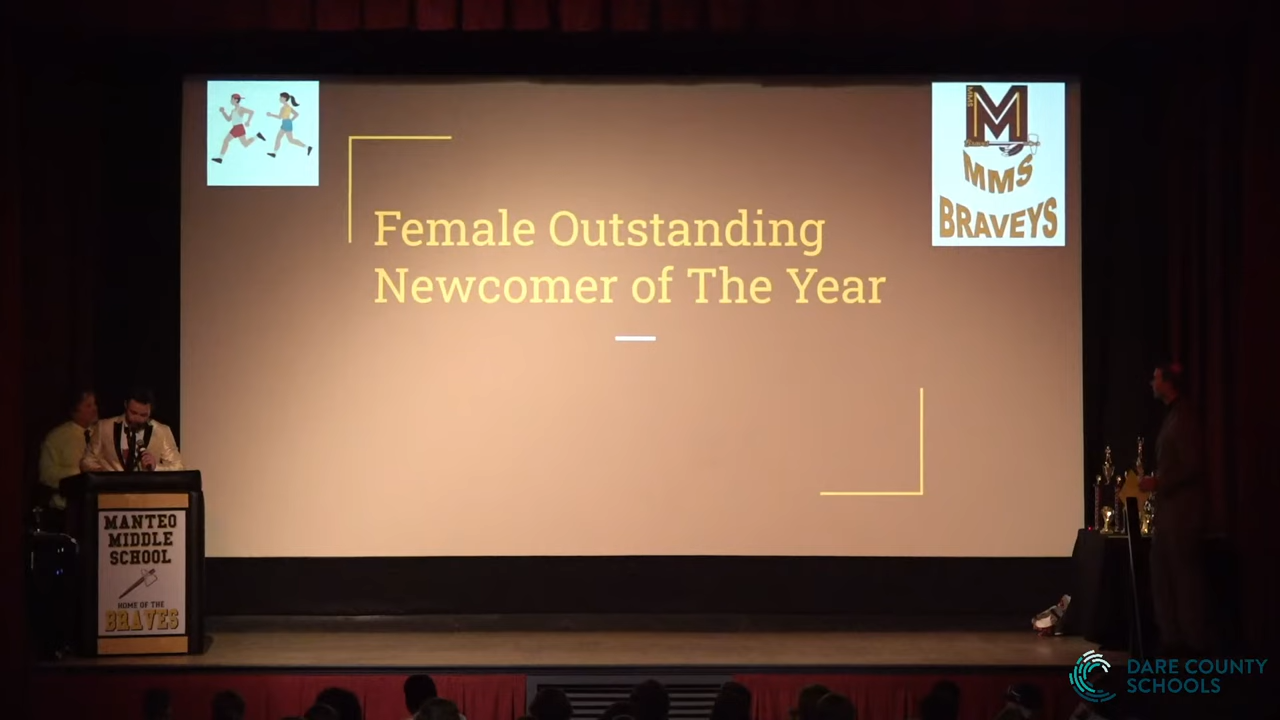 Female Outstanding
Newcomer of The Year
M
MMS
BRAVEYS
MANTEO
MIDDLE
SCHOOL
HOME OF THE
BRAVES
DARE COUNTY
SCHOOLS